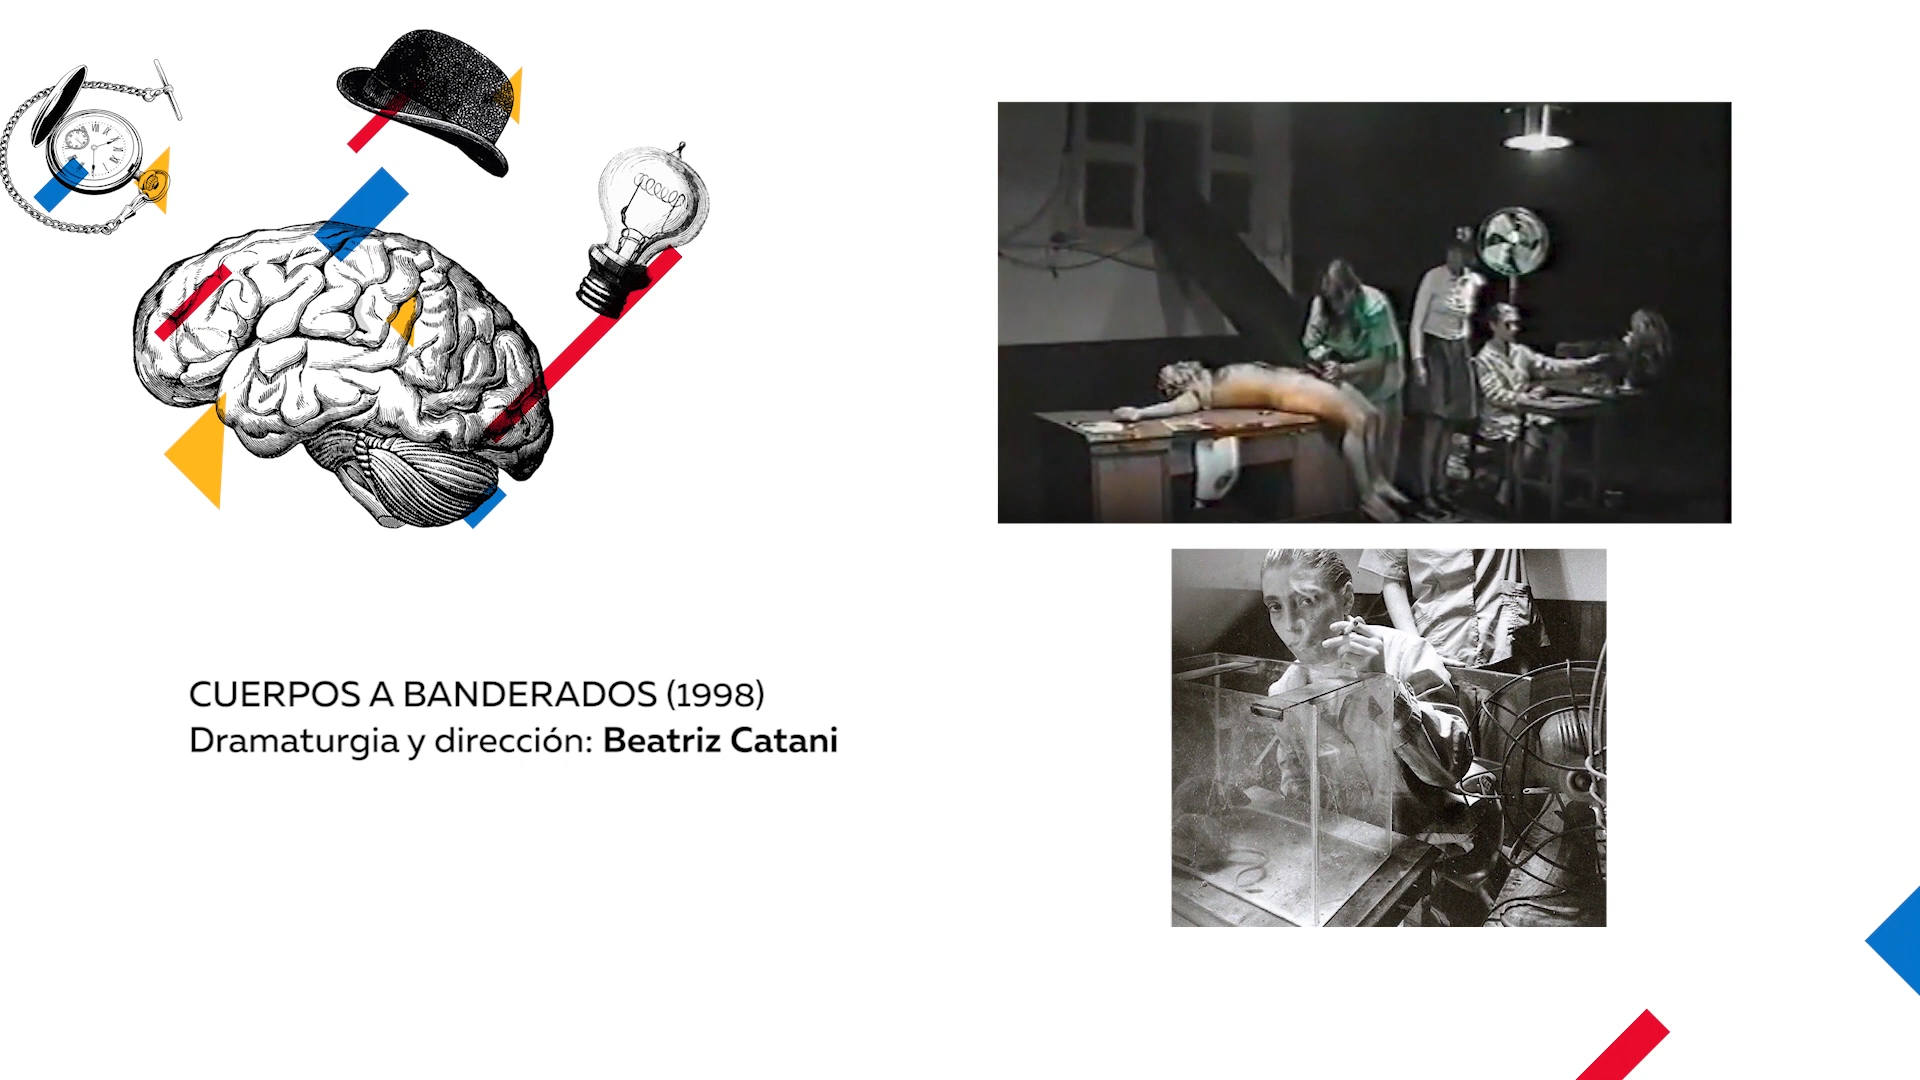 CUERPOS A BANDERADOS (1998)
Dramaturgia y dirección: Beatriz Catani